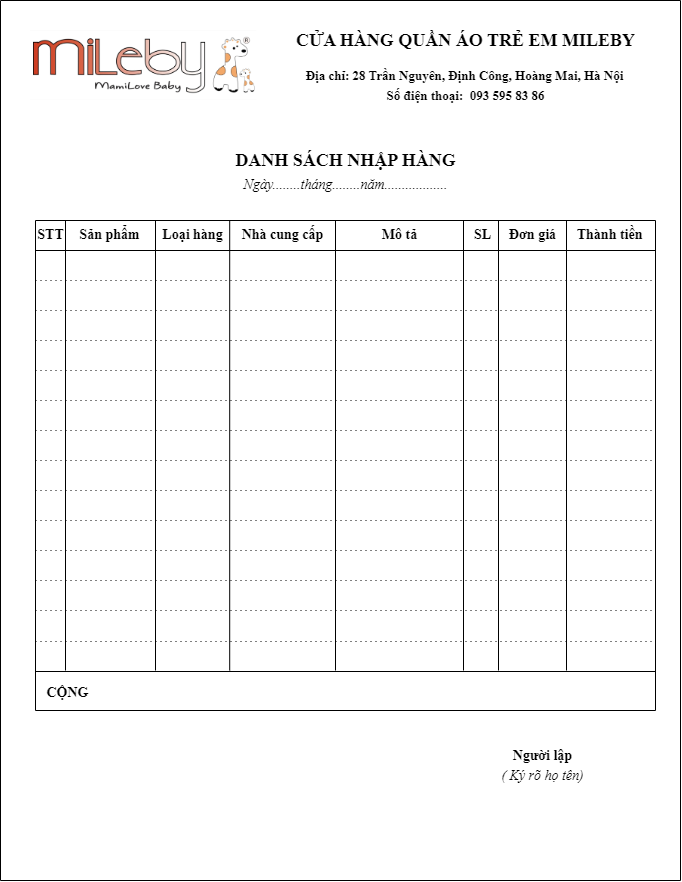 miLeby®
MamiLove Baby
CỬA HÀNG QUẦN ÁO TRẺ EM MILEBY
Địa chỉ: 28 Trần Nguyên, Định Công, Hoàng Mai, Hà Nội
Số điện thoại: 093 595 83 86
DANH SÁCH NHẬP HÀNG
Ngày........tháng........năm..................
STT Sản phẩm Loại hàng Nhà cung cấp Mô tả SL Đơn giá Thành tiền
CỘNG
Người lập
( Ký rõ họ tên)